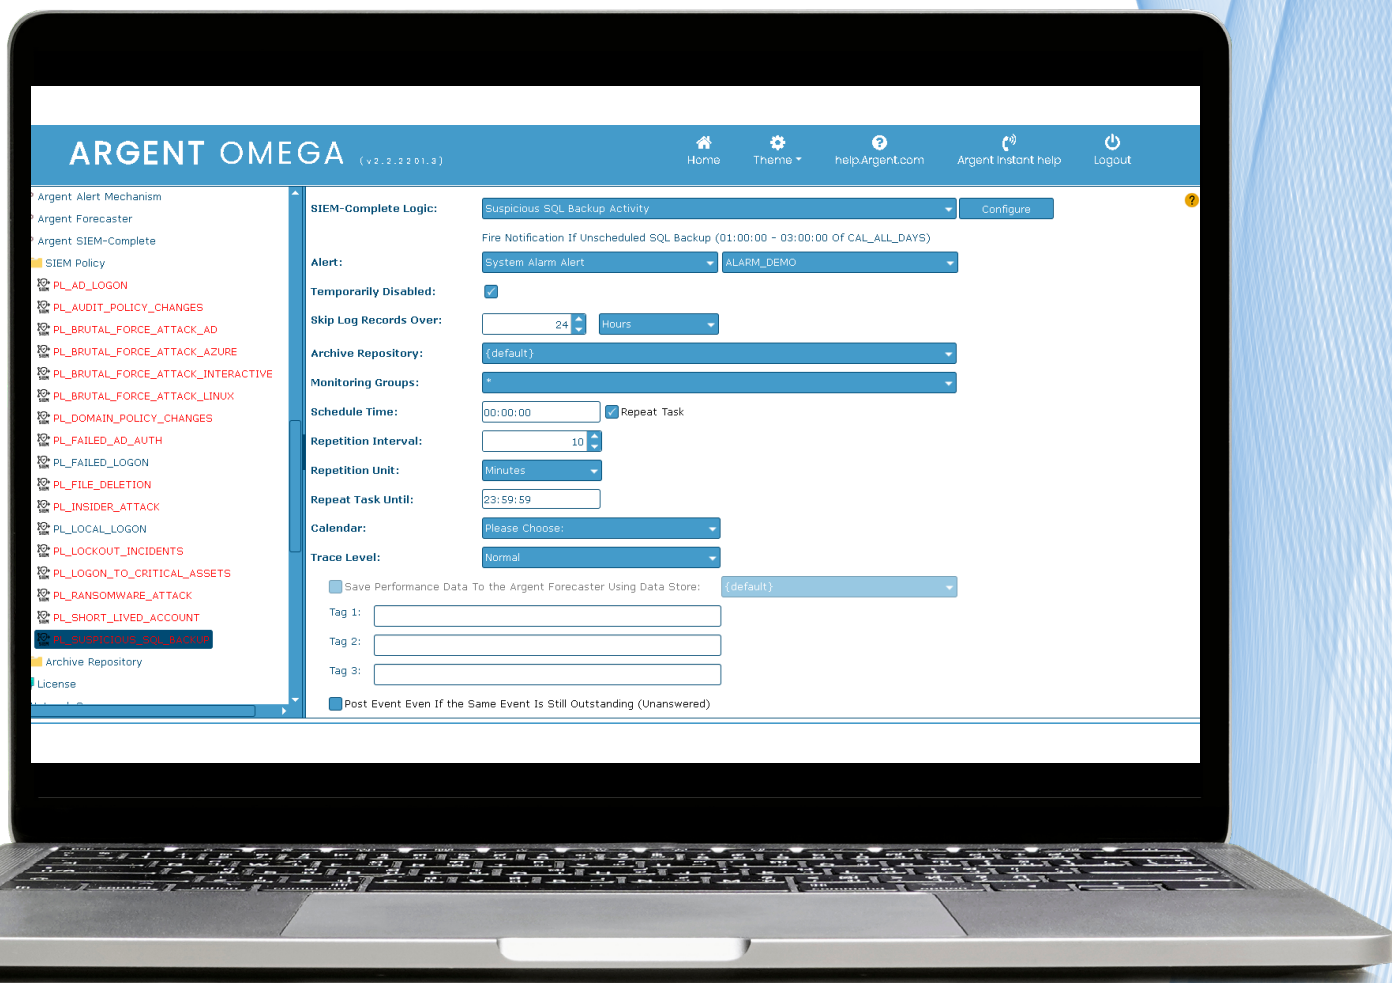 ARGENT OMEGA (v2.2.2201.3)
Home
Theme
help.Argent.com
Argent Instant help
Logout
Argent Alert Mechanism
Argent Forecaster
Argent SIEM-Complete
SIEM Policy
PL_AD_LOGON
PL_AUDIT_POLICY_CHANGES
PL_BRUTAL_FORCE_ATTACK_AD
PL_BRUTAL_FORCE_ATTACK_AZURE
PL_BRUTAL_FORCE_ATTACK_INTERACTIVE
PL_BRUTAL_FORCE_ATTACK_LINUX
PL_DOMAIN_POLICY_CHANGES
PL_FAILED_AD_AUTH
PL_FAILED_LOGON
PL_FILE_DELETION
PL_INSIDER_ATTACK
PL_LOCAL_LOGON
PL_LOCKOUT_INCIDENTS
PL_LOGON_TO_CRITICAL_ASSETS
PL_RANSOMWARE_ATTACK
PL_SHORT_LIVED_ACCOUNT
PL_SUSPICIOUS_SQL_BACKUP
Archive Repository
License
SIEM-Complete Logic: Suspicious SQL Backup Activity Configure
Fire Notification If Unscheduled SQL Backup (01:00:00 - 03:00:00 Of CAL_ALL_DAYS)
Alert: System Alarm Alert ALARM_DEMO
Temporarily Disabled:
Skip Log Records Over: 24 Hours
Archive Repository: {default}
Monitoring Groups: *
Schedule Time: 00:00:00 Repeat Task
Repetition Interval: 10
Repetition Unit: Minutes
Repeat Task Until: 23:59:59
Calendar: Please Choose:
Trace Level: Normal
Save Performance Data To the Argent Forecaster Using Data Store: {default}
Tag 1:
Tag 2:
Tag 3:
Post Event Even If the Same Event Is Still Outstanding (Unanswered)